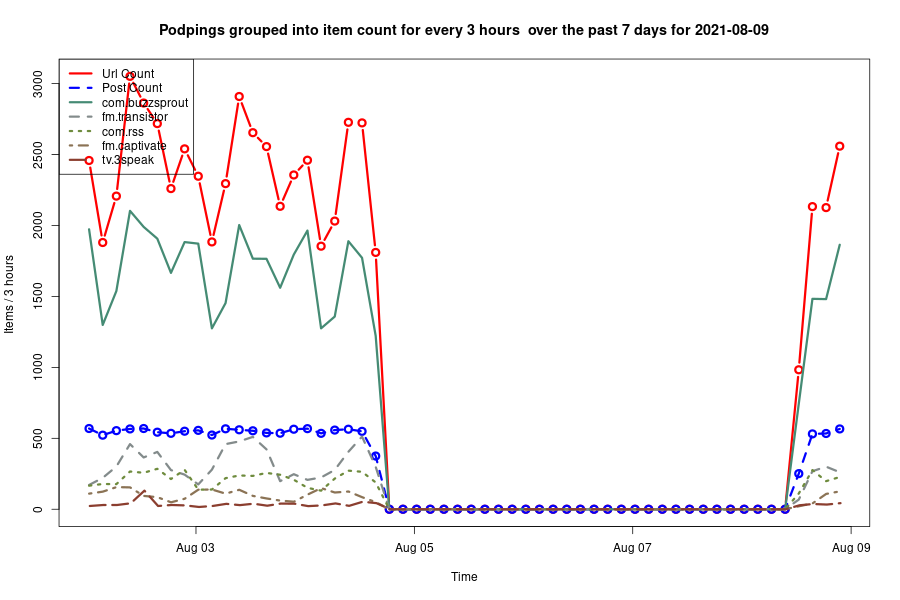 Podpings grouped into item count for every 3 hours  over the past 7 days for 2021-08-09
Url Count
Post Count
com.buzzsprout
fm.transistor
com.rss
fm.captivate
tv.3speak
3000
2500
2000
1500
1000
500
0
Items / 3 hours
Aug 03
Aug 05
Aug 07
Aug 09
Time